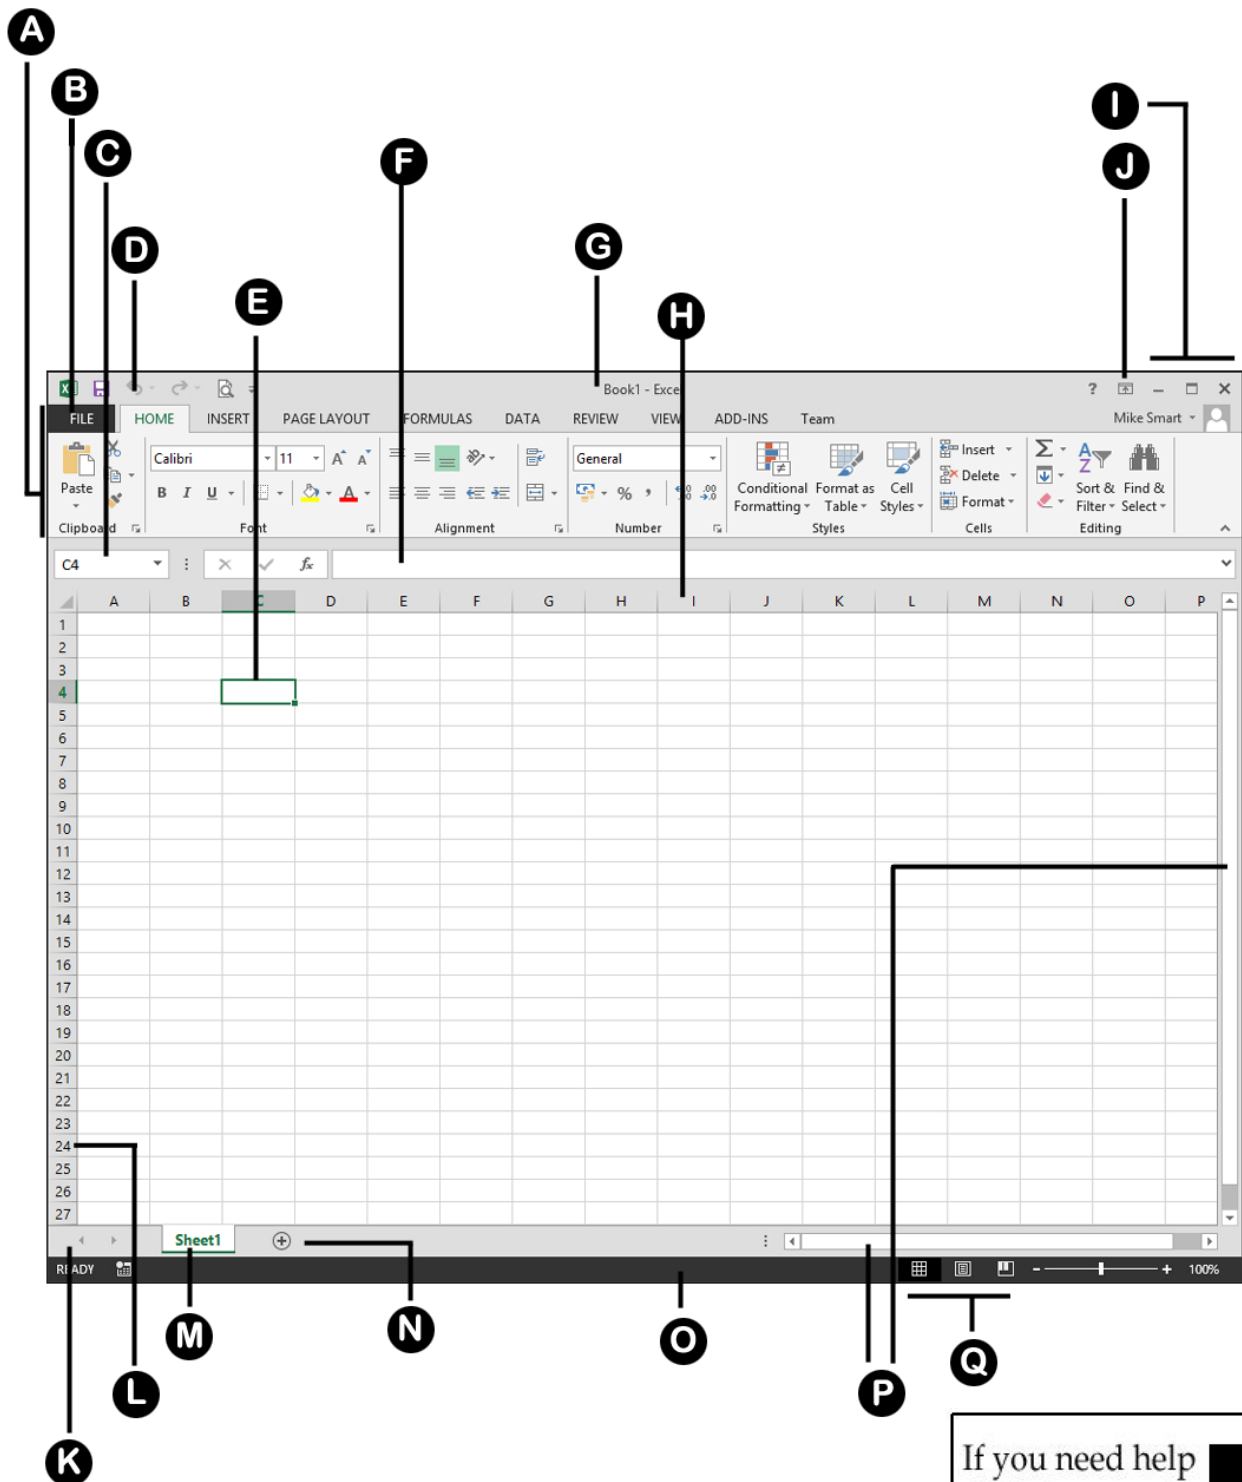 A
B
C
F
I
J
D
G
E
H
Book1 - Excel
?
FILE HOME INSERT PAGE LAYOUT FORMULAS DATA REVIEW VIEW ADD-INS Team Mike Smart
Calibri 11 A A General Insert
Paste B I U A % , .00 .00 →.0 Conditional Format as Cell Delete Sort & Find &
Formatting Table Styles Format Filter Select
Clipboard Font Alignment Number Styles Cells Editing
C4 fx
A B C D E F G H I J K L M N O P
1
2
3
4
5
6
7
8
9
10
11
12
13
14
15
16
17
18
19
20
21
22
23
24
25
26
27
Sheet1
READY 100%
M N O Q
L P
K
If you need help